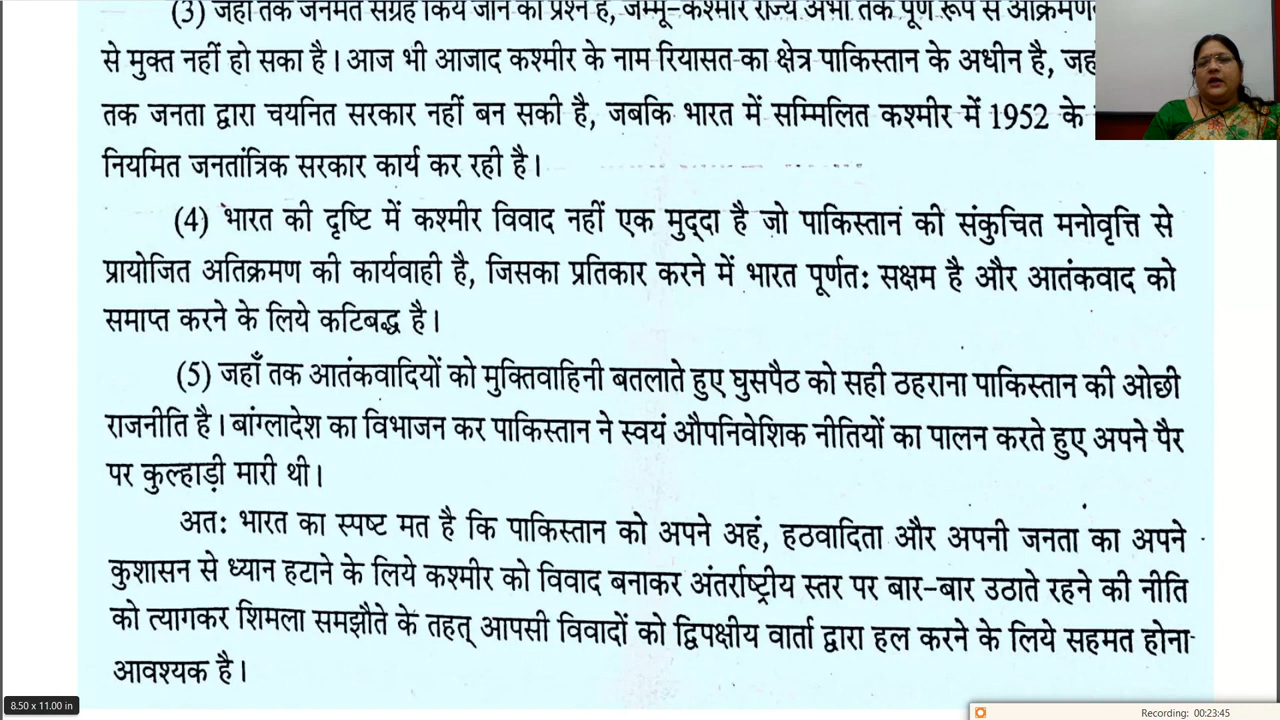 (3) जहाँ तक जनमत संग्रह किये जाने का प्रश्न है, जम्मू-कश्मीर राज्य अभी तक पूर्ण रूप से
से मुक्त नहीं हो सका है। आज भी आजाद कश्मीर के नाम रियासत का क्षेत्र पाकिस्तान के अधीन है,
तक जनता द्वारा चयनित सरकार नहीं बन सकी है, जबकि भारत में सम्मिलित कश्मीर में 1952 के
नियमित जनतांत्रिक सरकार कार्य कर रही है।
(4) भारत की दृष्टि में कश्मीर विवाद नहीं एक मुद्दा है जो पाकिस्तान की संकुचित मनोवृत्ति से
प्रायोजित अतिक्रमण की कार्यवाही है, जिसका प्रतिकार करने में भारत पूर्णत: सक्षम है और आतंकवाद को
समाप्त करने के लिये कटिबद्ध है।
(5) जहाँ तक आतंकवादियों को मुक्तिवाहिनी बतलाते हुए घुसपैठ को सही ठहराना पाकिस्तान की ओछी
राजनीति है। बांग्लादेश का विभाजन कर पाकिस्तान ने स्वयं औपनिवेशिक नीतियों का पालन करते हुए अपने पैर
पर कुल्हाड़ी मारी थी।
अत: भारत का स्पष्ट मत है कि पाकिस्तान को अपने अहं, हठवादिता और अपनी जनता का अपने
कुशासन से ध्यान हटाने के लिये कश्मीर को विवाद बनाकर अंतर्राष्ट्रीय स्तर पर बार-बार उठाते रहने की नीति
को त्यागकर शिमला समझौते के तहत् आपसी विवादों को द्विपक्षीय वार्ता द्वारा हल करने के लिये सहमत होना
आवश्यक है।
8.50 x 11.00 in
Recording: 00:23:45